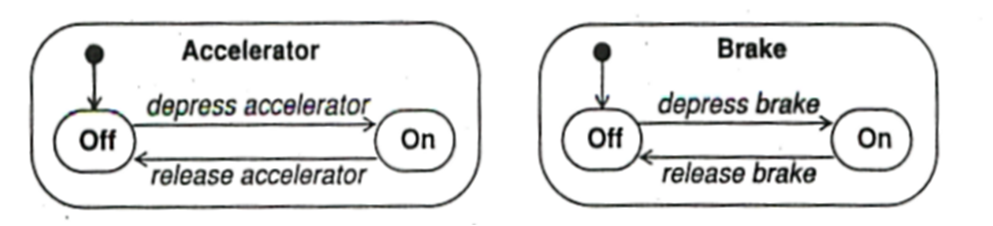 Accelerator
depress accelerator
Off
On
release accelerator
Brake
depress brake
Off
On
release brake